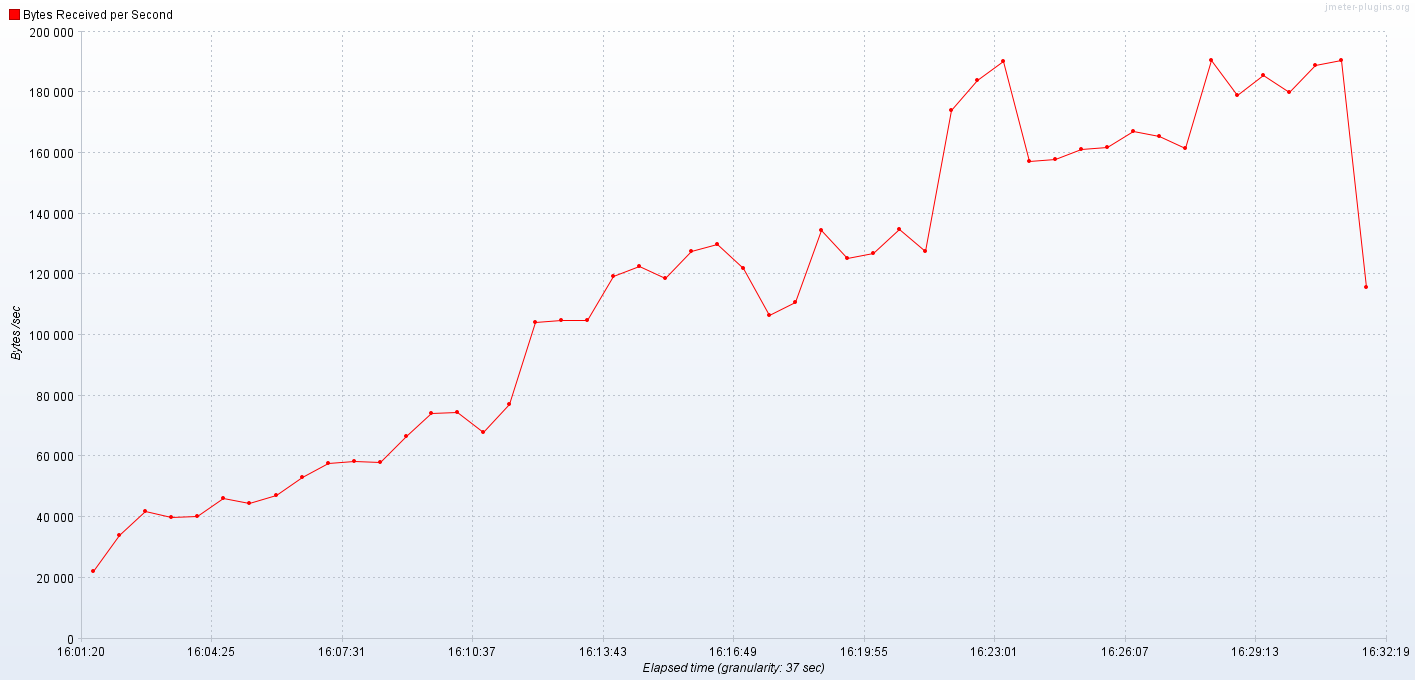 Bytes Received per Second
jmeter-plugins.org
200 000
180 000
160 000
140 000
120 000
100 000
80 000
60 000
40 000
20 000
0
Bytes /sec
16:01:20 16:04:25 16:07:31 16:10:37 16:13:43 16:16:49 16:19:55 16:23:01 16:26:07 16:29:13 16:32:19
Elapsed time (granularity: 37 sec)